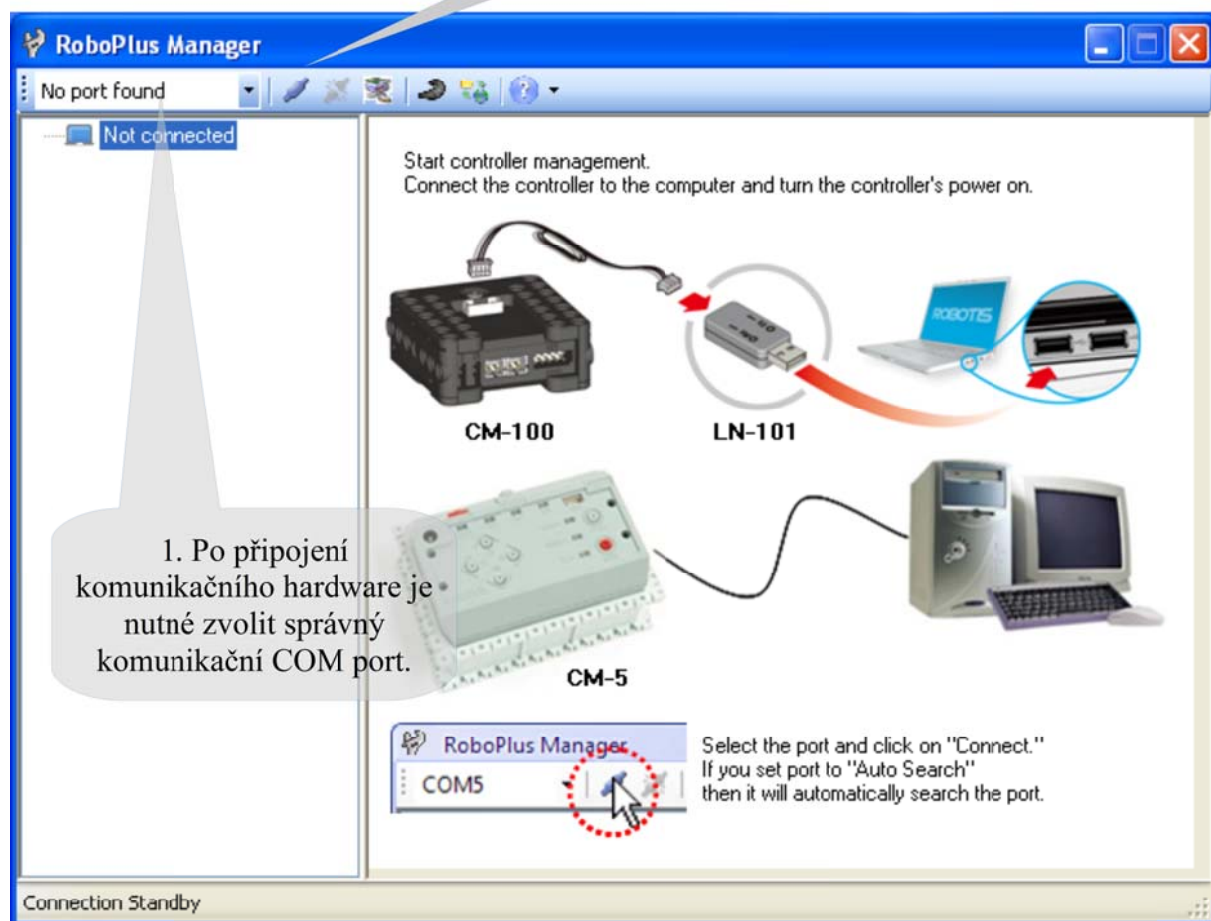 RoboPlus Manager
No port found
Not connected
Start controller management.
Connect the controller to the computer and turn the controller's power on.
ROBOTIS
CM-100
LN-101
1. Po připojení
komunikačního hardware je
nutné zvolit správný
komunikační COM port.
CM-5
RoboPlus Manager
COM5
Select the port and click on "Connect."
If you set port to "Auto Search"
then it will automatically search the port.
Connection Standby